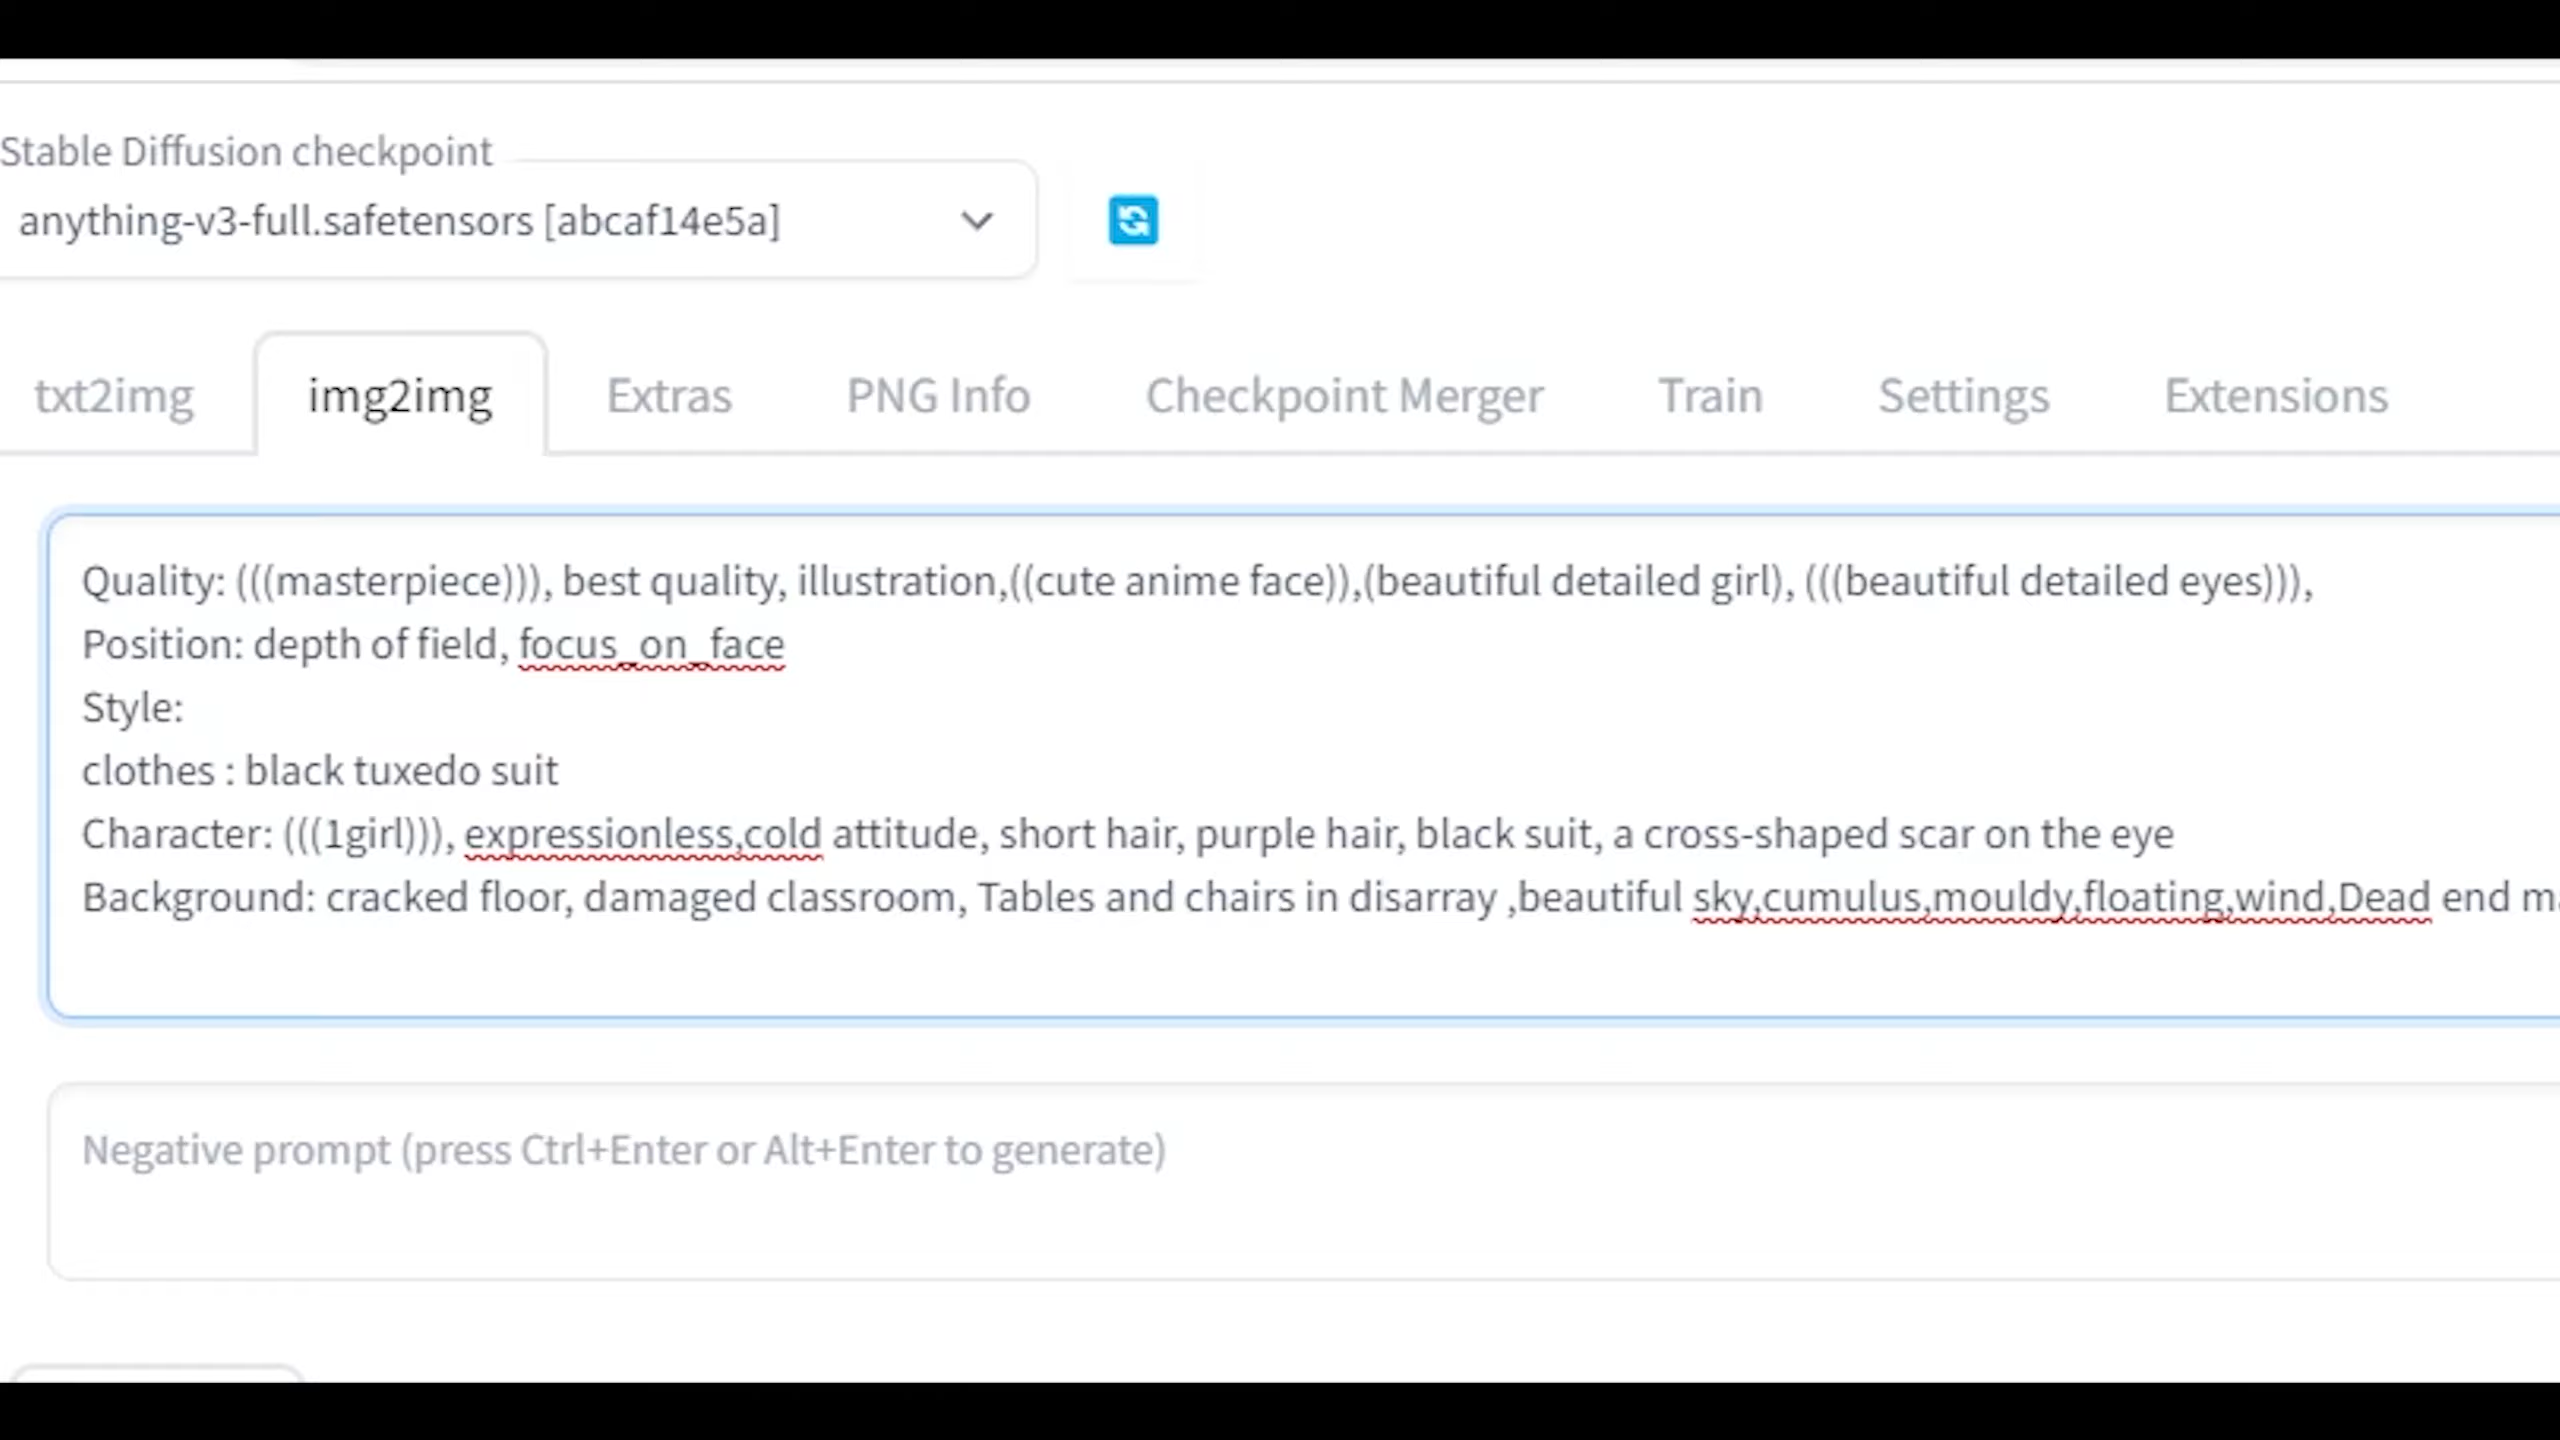 Stable Diffusion checkpoint
anything-v3-full.safetensors [abcaf14e5a]
txt2img img2img Extras PNG Info Checkpoint Merger Train Settings Extensions
Quality: (((masterpiece))), best quality, illustration,((cute anime face)),(beautiful detailed girl), (((beautiful detailed eyes))),
Position: depth of field, focus_on_face
Style:
clothes : black tuxedo suit
Character: (((1girl))), expressionless,cold attitude, short hair, purple hair, black suit, a cross-shaped scar on the eye
Background: cracked floor, damaged classroom, Tables and chairs in disarray ,beautiful sky,cumulus,mouldy,floating,wind,Dead end
Negative prompt (press Ctrl+Enter or Alt+Enter to generate)